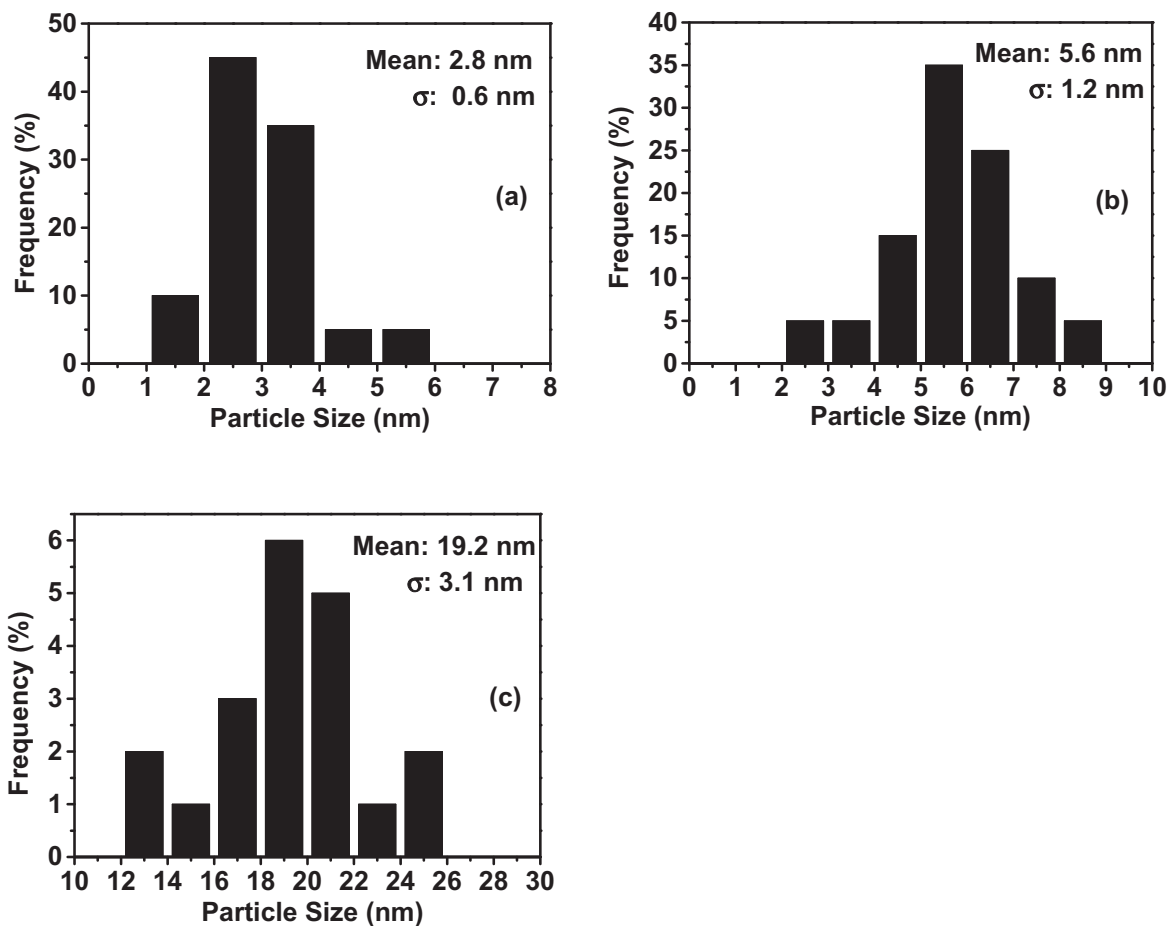 50
40
30
20
10
0
Frequency (%)
Mean: 2.8 nm
σ: 0.6 nm
(a)
0 1 2 3 4 5 6 7 8
Particle Size (nm)
40
35
30
25
20
15
10
5
0
Frequency (%)
Mean: 5.6 nm
σ: 1.2 nm
(b)
0 1 2 3 4 5 6 7 8 9 10
Particle Size (nm)
6
5
4
3
2
1
0
Frequency (%)
Mean: 19.2 nm
σ: 3.1 nm
(c)
10 12 14 16 18 20 22 24 26 28 30
Particle Size (nm)